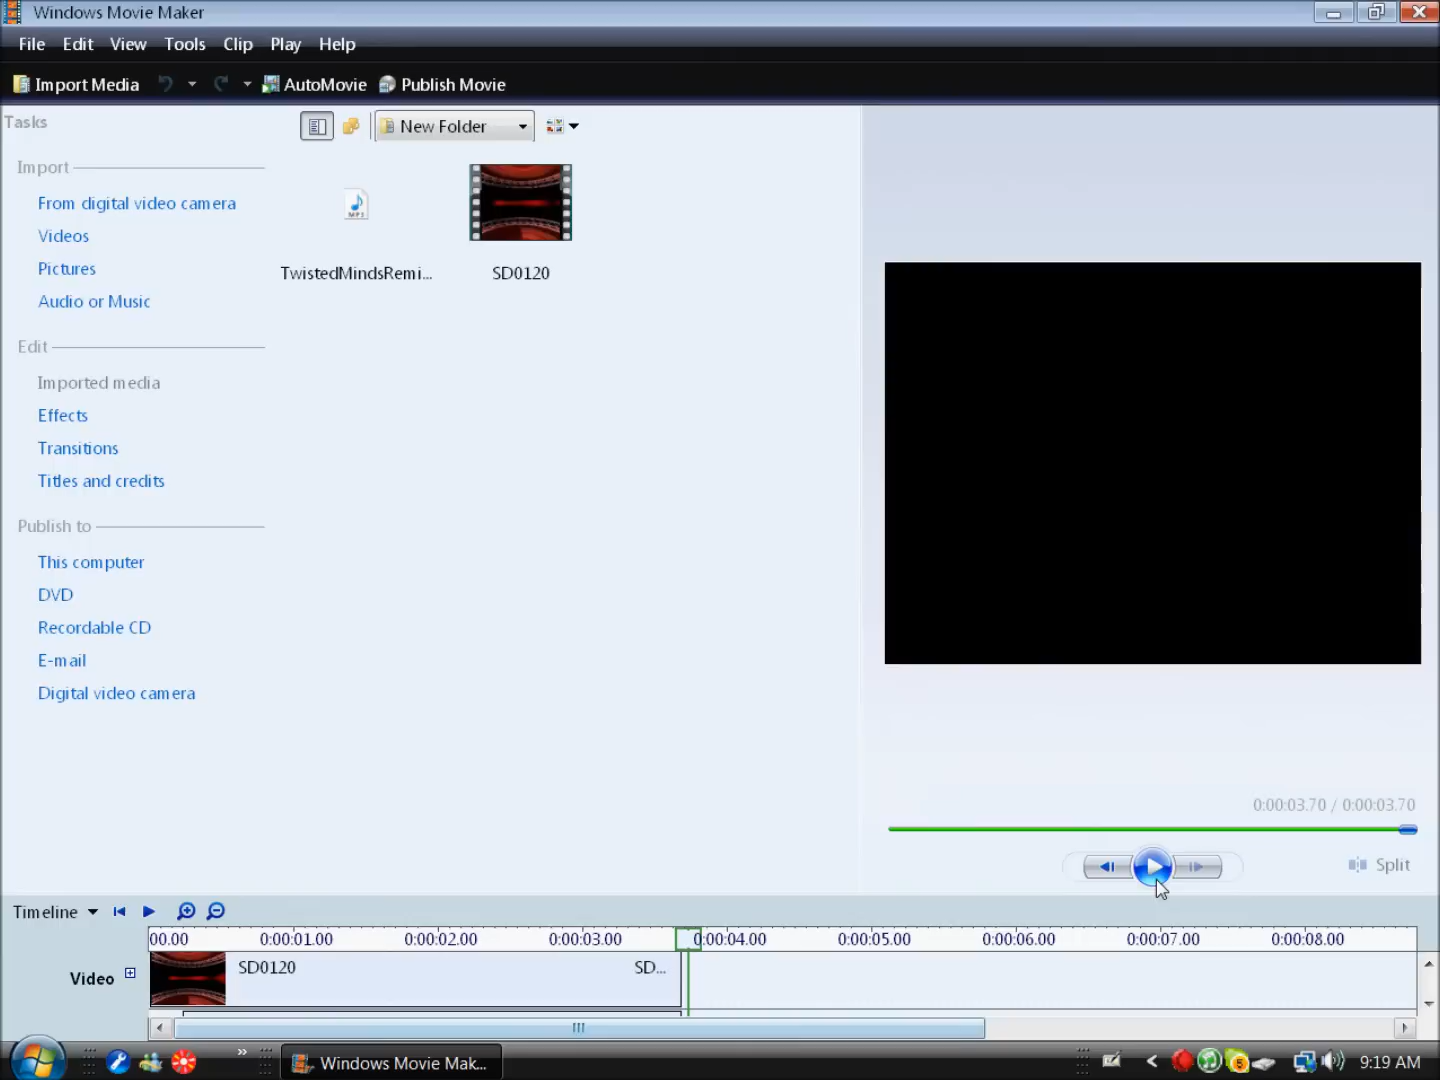 Windows Movie Maker
File Edit View Tools Clip Play Help
Import Media AutoMovie Publish Movie
Tasks
New Folder
Import
From digital video camera
Videos
Pictures
Audio or Music
MP3
TwistedMindsRemi...
SD0120
Edit
Imported media
Effects
Transitions
Titles and credits
Publish to
This computer
DVD
Recordable CD
E-mail
Digital video camera
0:00:03.70 / 0:00:03.70
Split
Timeline
00.00 0:00:01.00 0:00:02.00 0:00:03.00 0:00:04.00 0:00:05.00 0:00:06.00 0:00:07.00 0:00:08.00
Video SD0120 SD...
Windows Movie Mak... 5 9:19 AM